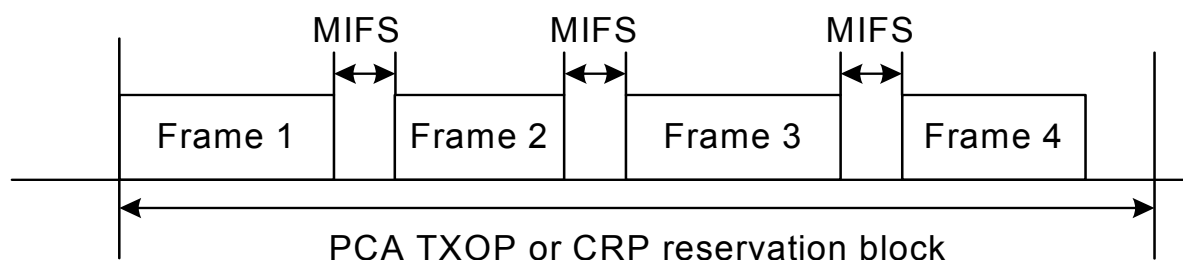 MIFS MIFS MIFS
Frame 1 Frame 2 Frame 3 Frame 4
PCA TXOP or CRP reservation block